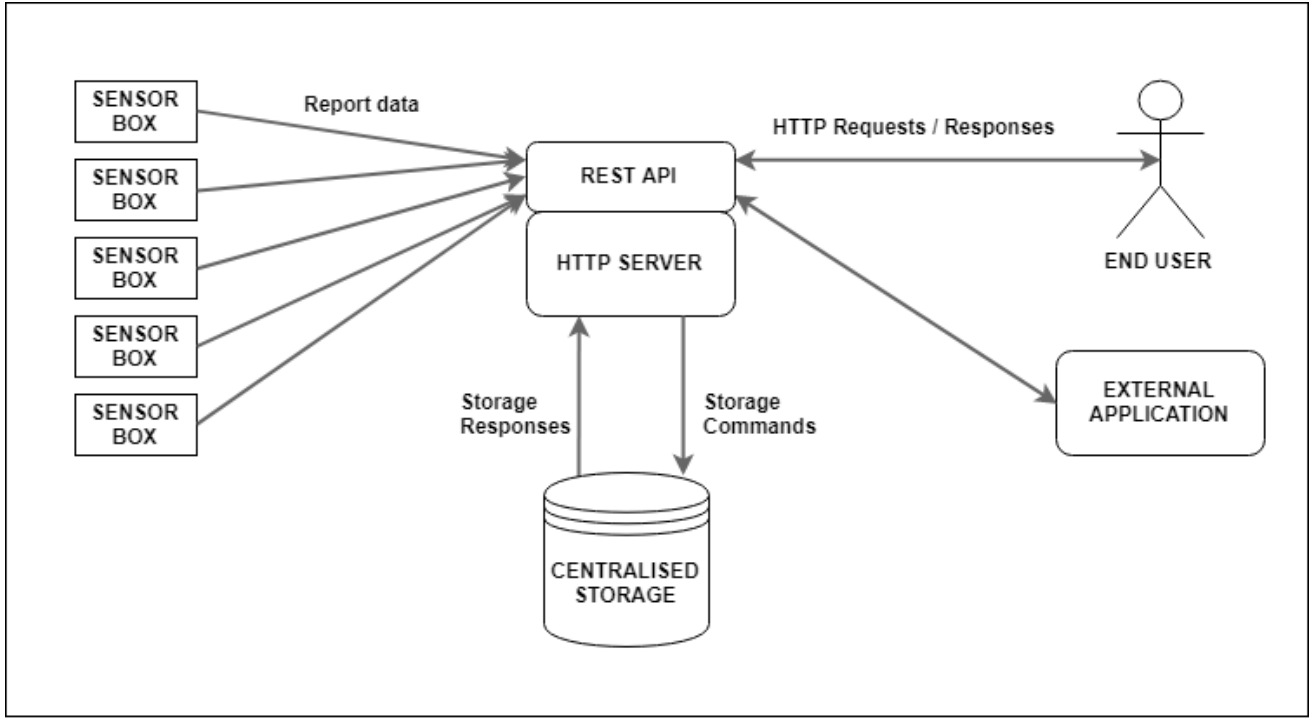 SENSOR
BOX
SENSOR
BOX
SENSOR
BOX
SENSOR
BOX
SENSOR
BOX
Report data
REST API
HTTP SERVER
HTTP Requests / Responses
END USER
EXTERNAL
APPLICATION
Storage
Responses
Storage
Commands
CENTRALISED
STORAGE